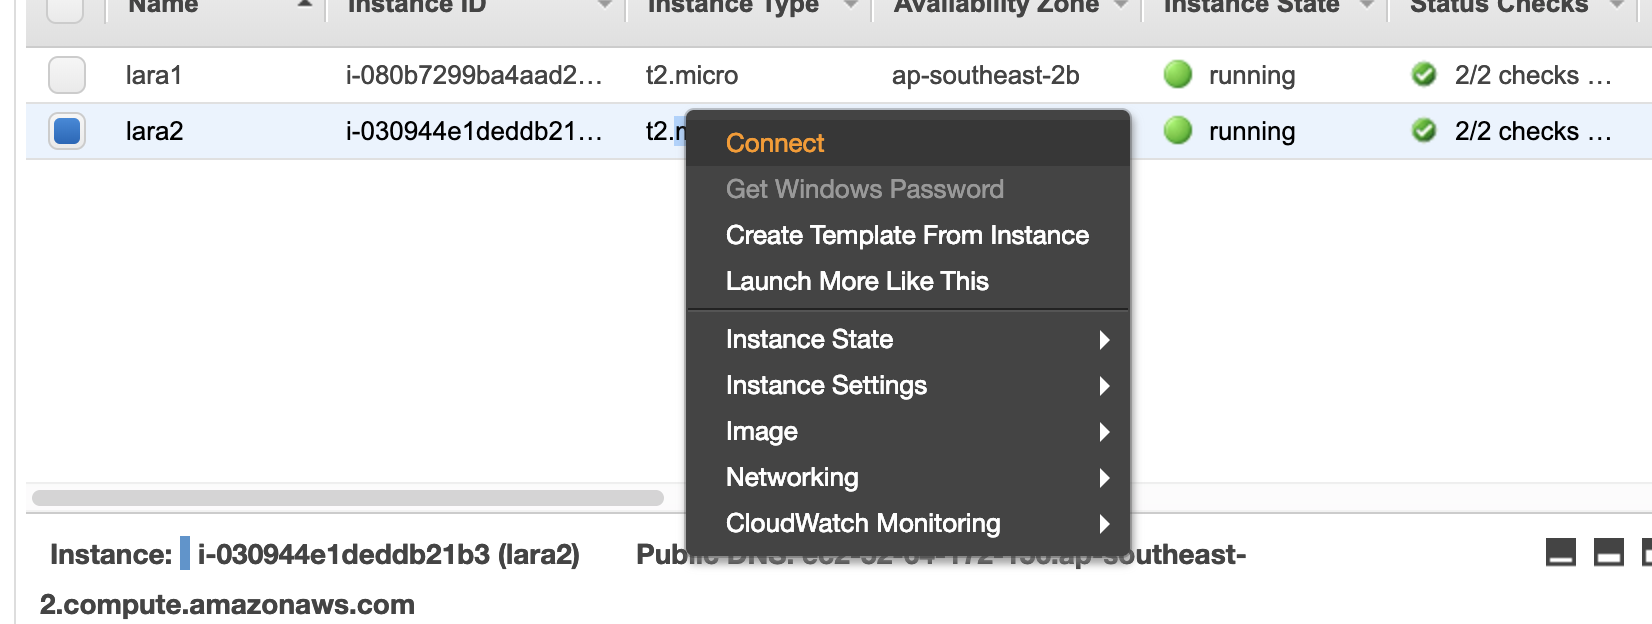 Name Instance ID Instance Type Availability Zone Instance State Status Checks
lara1 i-080b7299ba4aad2... t2.micro ap-southeast-2b running 2/2 checks ...
lara2 i-030944e1deddb21... t2. running 2/2 checks ...
Connect
Get Windows Password
Create Template From Instance
Launch More Like This
Instance State
Instance Settings
Image
Networking
CloudWatch Monitoring
Instance: i-030944e1deddb21b3 (lara2) Public DNS: .ap-southeast-
2.compute.amazonaws.com